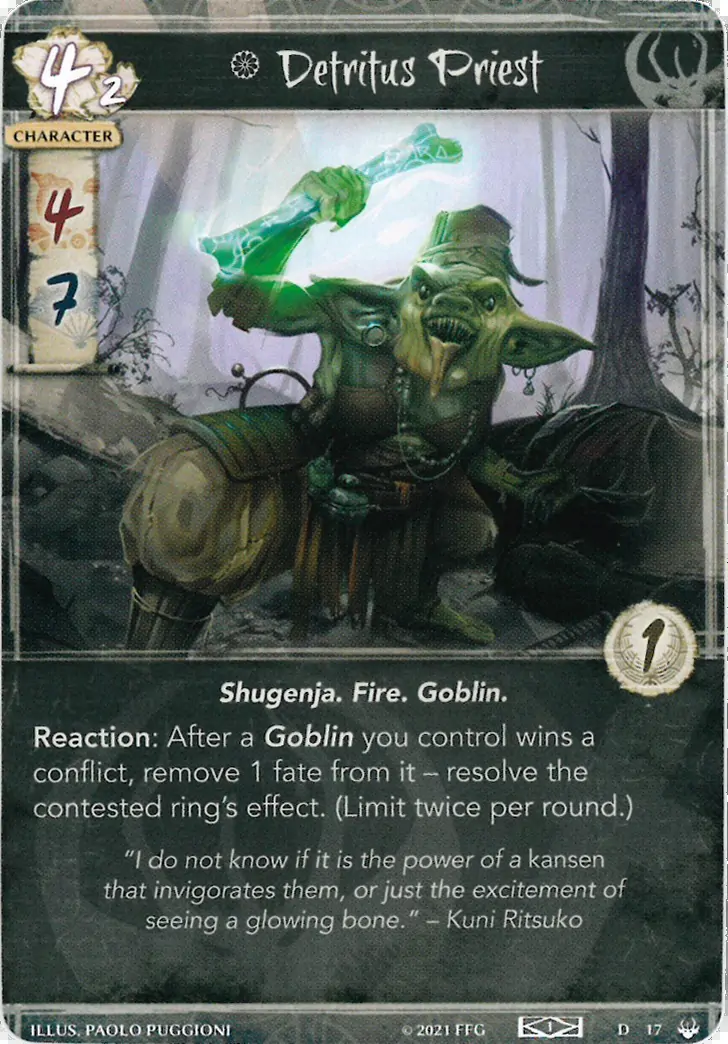 Detritus Priest
4
2
CHARACTER
4
7
1
Shugenja. Fire. Goblin.
Reaction: After a Goblin you control wins a
conflict, remove 1 fate from it – resolve the
contested ring's effect. (Limit twice per round.)
"I do not know if it is the power of a kansen
that invigorates them, or just the excitement of
seeing a glowing bone." – Kuni Ritsuko
ILLUS. PAOLO PUGGIONI © 2021 FFG 1 D 17